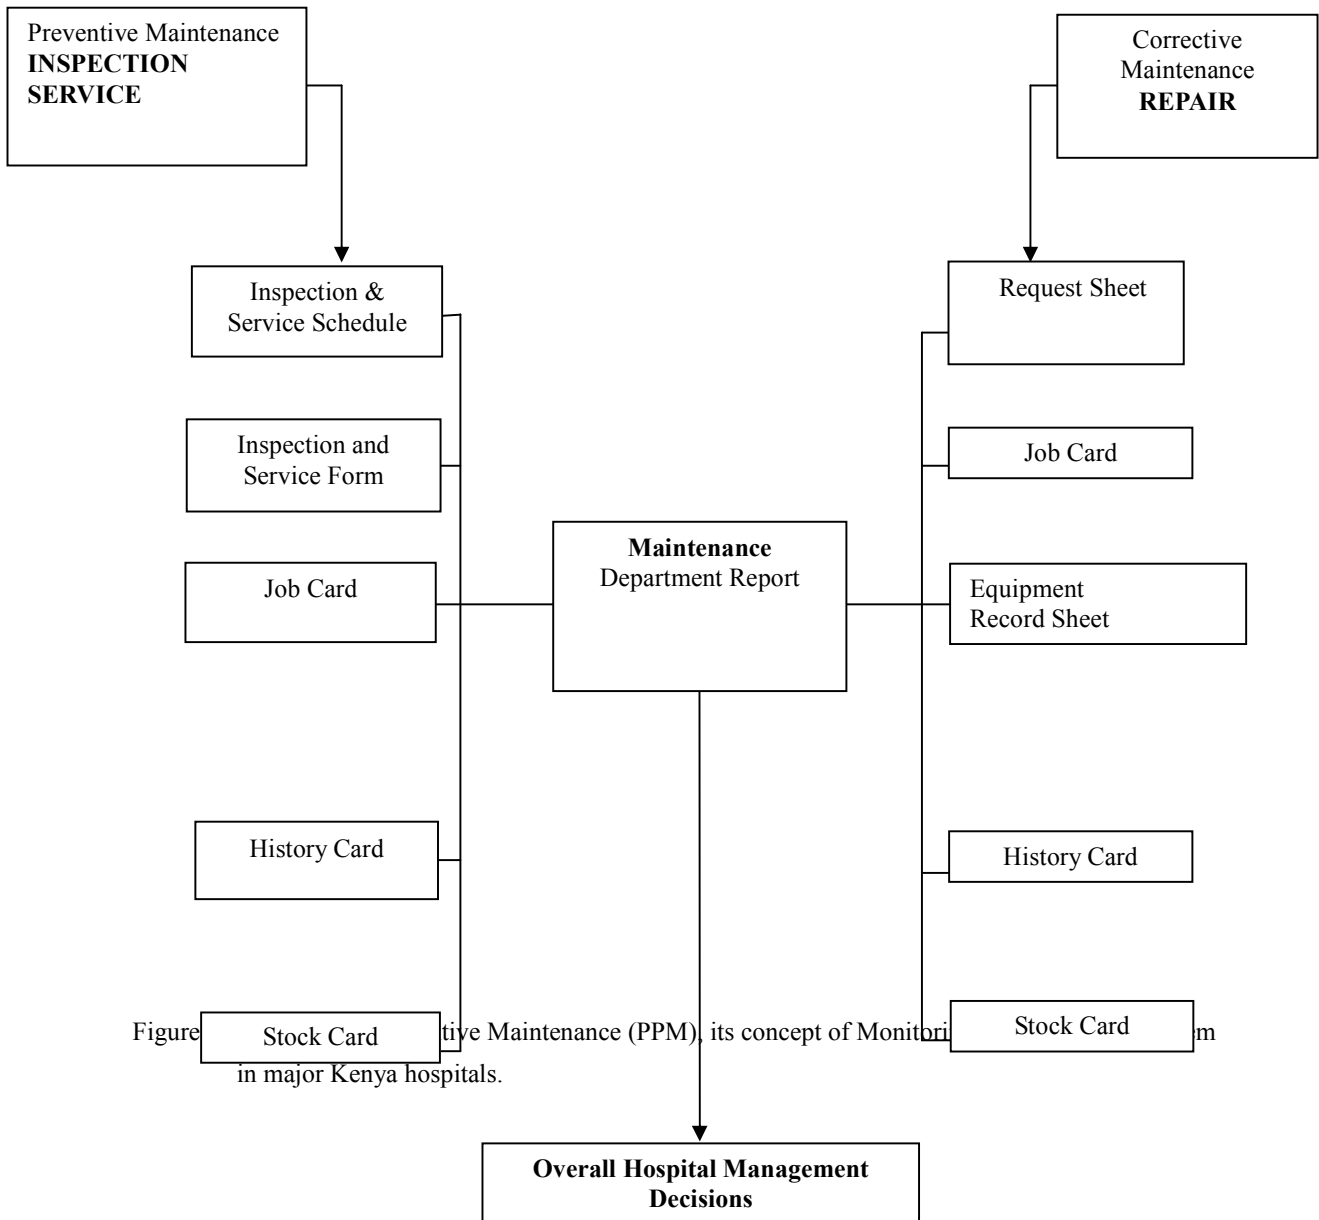 Preventive Maintenance
INSPECTION
SERVICE
Corrective
Maintenance
REPAIR
Inspection &
Service Schedule
Request Sheet
Inspection and
Service Form
Job Card
Maintenance
Department Report
Job Card
Equipment
Record Sheet
History Card
History Card
Figure
Stock Card
Maintenance (PPM), its concept of
Stock Card
in major Kenya hospitals.
Overall Hospital Management
Decisions